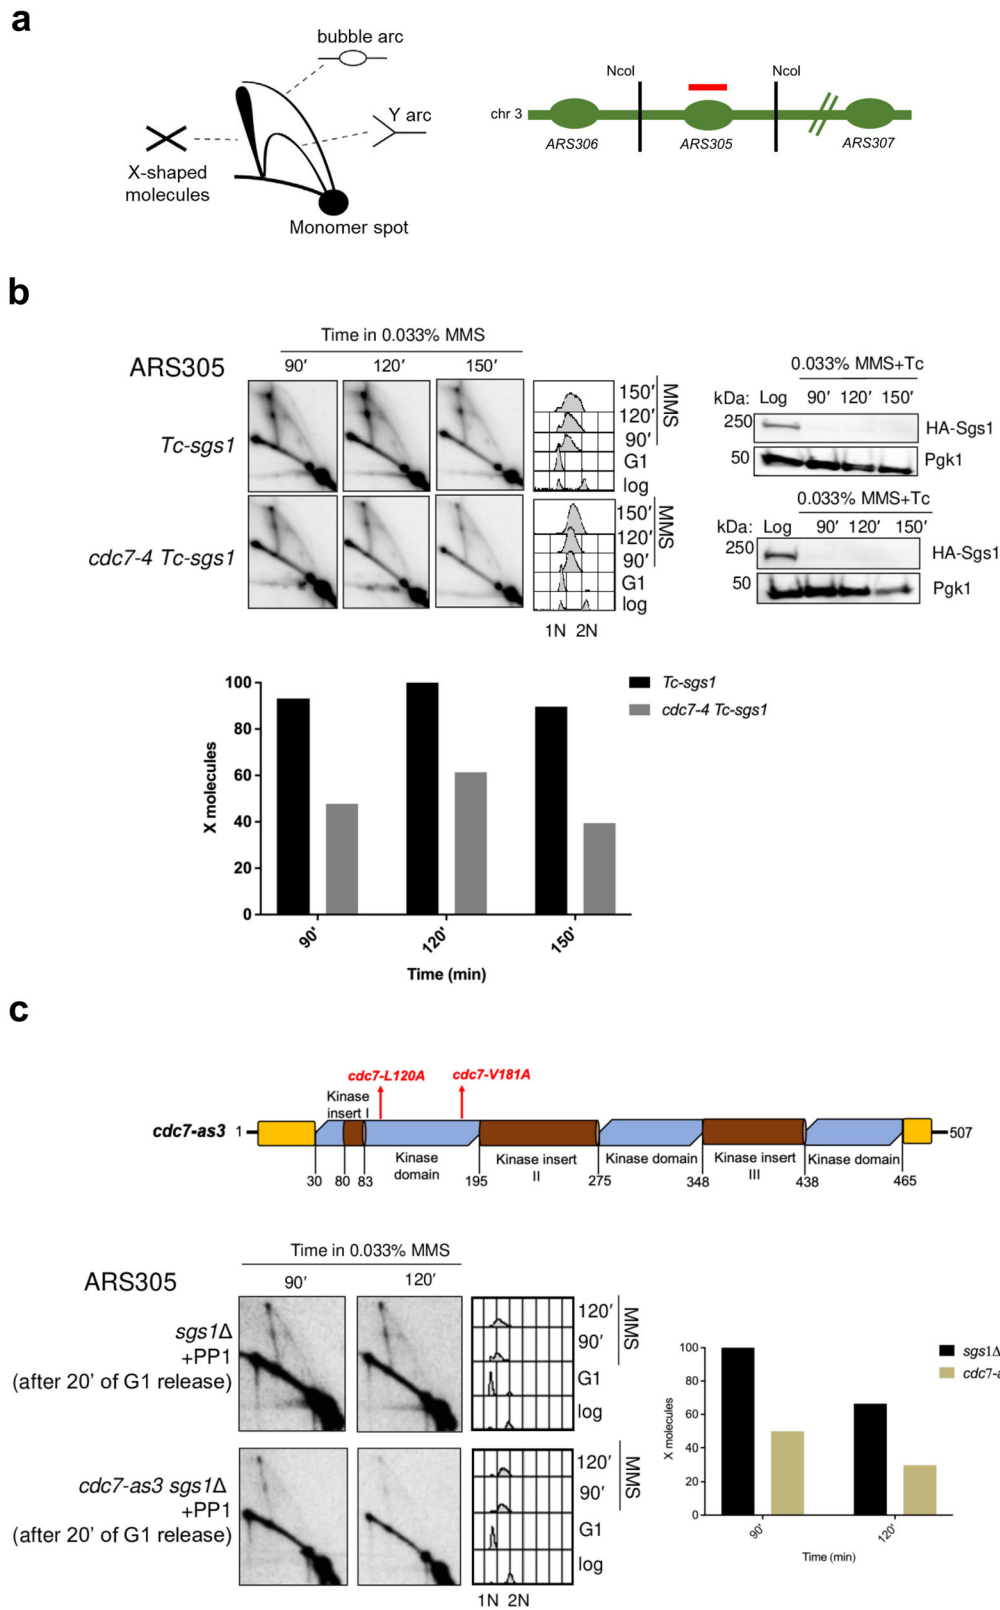 a
bubble arc
Y arc
X-shaped
molecules
Monomer spot
NcoI
NcoI
chr 3
ARS306
ARS305
ARS307
b
Time in 0.033% MMS
ARS305
90′
120′
150′
Tc-sgs1
cdc7-4 Tc-sgs1
150′
120′
90′
G1
log
MMS
150′
120′
90′
G1
log
MMS
1N 2N
0.033% MMS+Tc
kDa: Log 90′ 120′ 150′
250
HA-Sgs1
50
Pgk1
0.033% MMS+Tc
kDa: Log 90′ 120′ 150′
250
HA-Sgs1
50
Pgk1
100
80
60
40
20
0
X molecules
90′
120′
150′
Time (min)
Tc-sgs1
cdc7-4 Tc-sgs1
c
cdc7-L120A
cdc7-V181A
Kinase
insert I
cdc7-as3
1
507
Kinase
domain
Kinase insert
II
Kinase domain
Kinase insert
III
Kinase domain
30
80
83
195
275
348
438
465
Time in 0.033% MMS
ARS305
90′
120′
sgs1Δ
+PP1
(after 20′ of G1 release)
cdc7-as3 sgs1Δ
+PP1
(after 20′ of G1 release)
120′
90′
G1
log
MMS
120′
90′
G1
log
MMS
1N 2N
100
80
60
40
20
0
X molecules
90′
120′
Time (min)
sgs1Δ
cdc7-a